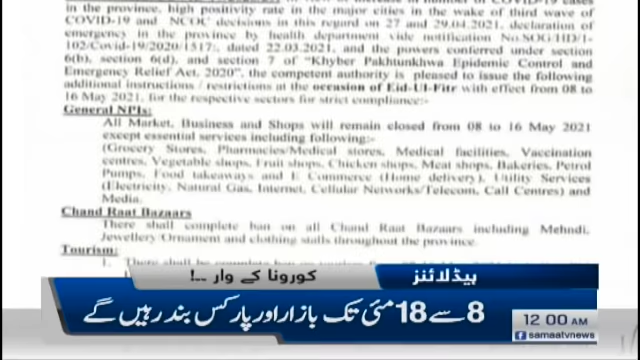 the province, high positivity rate in the major cities in the wake of third wave of
COVID-19 and NCOC decisions in this regard on 27 and 29.04.2021, declaration of
emergency in the province by health department vide notification No.SOG/HD/1-
102/Covid-19/2020/1517:, dated 22.03.2021, and the powers conferred under section
6(b), section 6(d), and section 7 of "Khyber Pakhtunkhwa Epidemic Control and
Emergency Relief Act, 2020", the competent authority is pleased to issue the following
additional instructions / restrictions at the occasion of Eid-Ul-Fitr with effect from 08 to
16 May 2021, for the respective sectors for strict compliance:-
General NPIs:
All Market, Business and Shops will remain closed from 08 to 16 May 2021
except essential services including following:-
(Grocery Stores, Pharmacies/Medical stores, Medical facilities, Vaccination
centres, Vegetable shops, Fruit shops, Chicken shops, Meat shops, Bakeries, Petrol
Pumps, Food takeaways and E Commerce (Home delivery), Utility Services
(Electricity, Natural Gas, Internet, Cellular Networks/Telecom, Call Centres) and
Media.
Chand Raat Bazaars
There shall complete ban on all Chand Raat Bazaars including Mehndi,
Jewellery/Ornament and clothing stalls throughout the province.
Tourism:
1. There shall be complete ban on
ہیڈلائنز
کورونا کے وار ..!
8 سے 18 مئی تک بازار اور پارکس بند رہیں گے
12:00 AM
samaatvnews